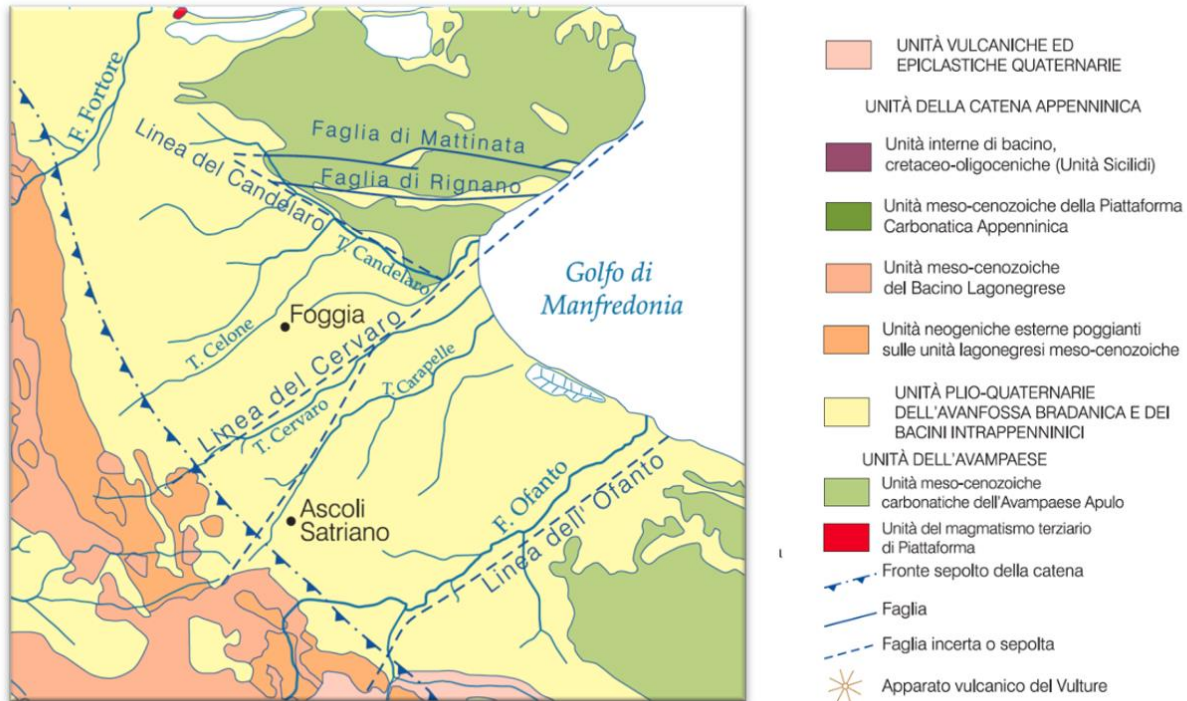 F. Fortore
Linea del Candelaro
Faglia di Mattinata
Faglia di Rignano
T. Candelaro
Golfo di
Manfredonia
Foggia
T. Celone
Linea del Cervaro
T. Carapelle
T. Cervaro
Ascoli
Satriano
F. Ofanto
Linea dell' Ofanto
UNITÀ VULCANICHE ED
EPICLASTICHE QUATERNARIE
UNITÀ DELLA CATENA APPENNINICA
Unità interne di bacino,
cretaceo-oligoceniche (Unità Sicilidi)
Unità meso-cenozoiche della Piattaforma
Carbonatica Appenninica
Unità meso-cenozoiche
del Bacino Lagonegrese
Unità neogeniche esterne poggianti
sulle unità lagonegresi meso-cenozoiche
UNITÀ PLIO-QUATERNARIE
DELL'AVANFOSSA BRADANICA E DEI
BACINI INTRAPPENNINICI
UNITÀ DELL'AVAMPAESE
Unità meso-cenozoiche
carbonatiche dell'Avampaese Apulo
Unità del magmatismo terziario
di Piattaforma
Fronte sepolto della catena
Faglia
Faglia incerta o sepolta
Apparato vulcanico del Vulture